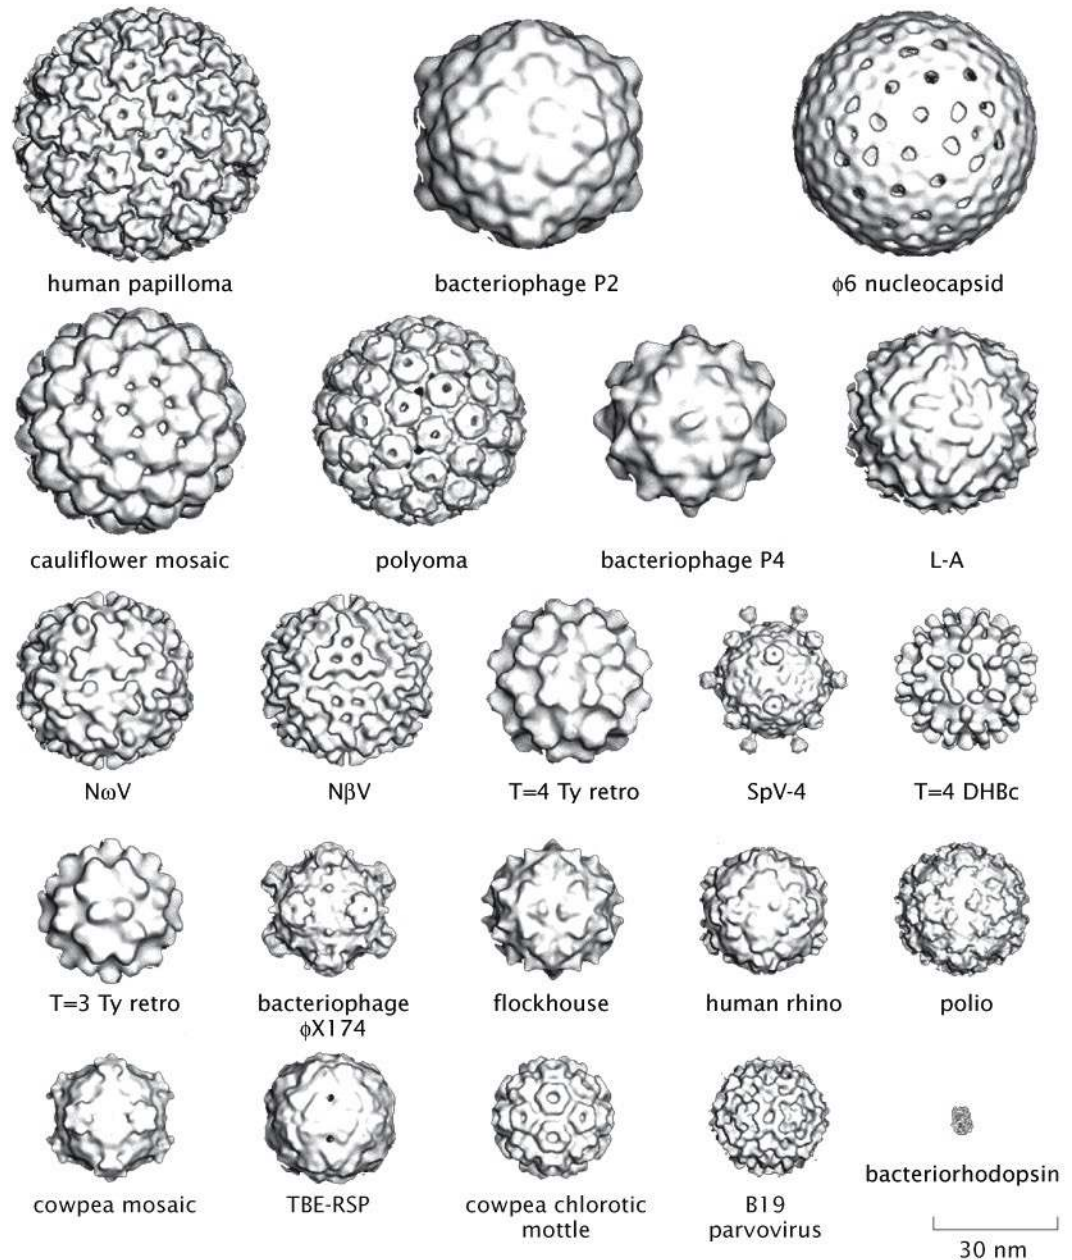 human papilloma
bacteriophage P2
ϕ6 nucleocapsid
cauliflower mosaic
polyoma
bacteriophage P4
L-A
NωV
NβV
T=4 Ty retro
SpV-4
T=4 DHBc
T=3 Ty retro
bacteriophage
ϕX174
flockhouse
human rhino
polio
cowpea mosaic
TBE-RSP
cowpea chlorotic
mottle
B19
parvovirus
bacteriorhodopsin
30 nm